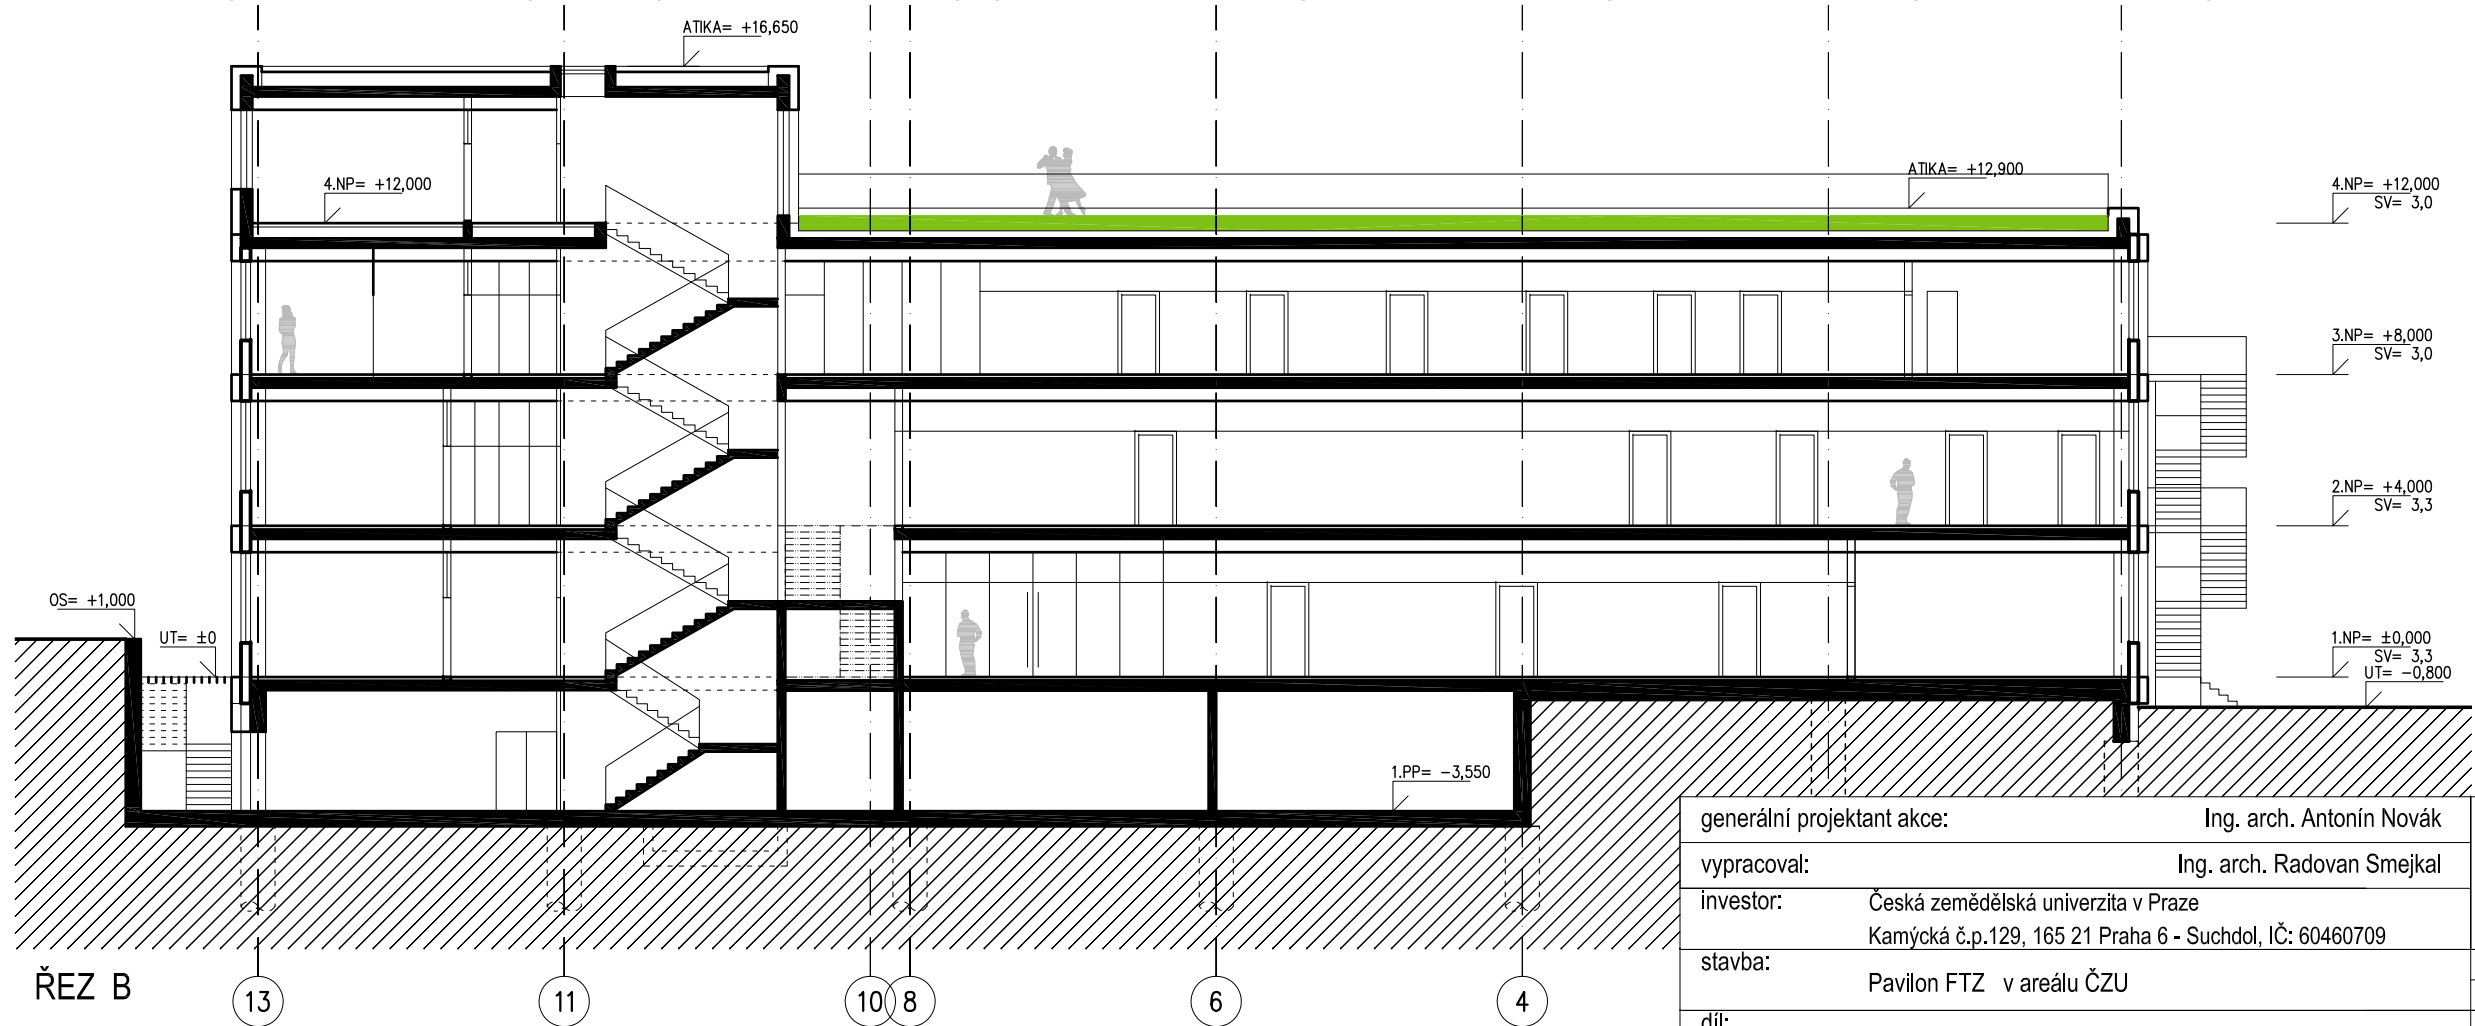 ATIKA= +16,650
4.NP= +12,000
ATIKA= +12,900
4.NP= +12,000
SV= 3,0
3.NP= +8,000
SV= 3,0
2.NP= +4,000
SV= 3,3
OS= +1,000
UT= ±0
1.NP= ±0,000
SV= 3,3
UT= -0,800
1.PP= -3,550
generální projektant akce: Ing. arch. Antonín Novák
vypracoval: Ing. arch. Radovan Smejkal
investor: Česká zemědělská univerzita v Praze
Kamýcká č.p.129, 165 21 Praha 6 - Suchdol, IČ: 60460709
stavba:
Pavilon FTZ v areálu ČZU
díl:
ŘEZ B
13 11 10 8 6 4